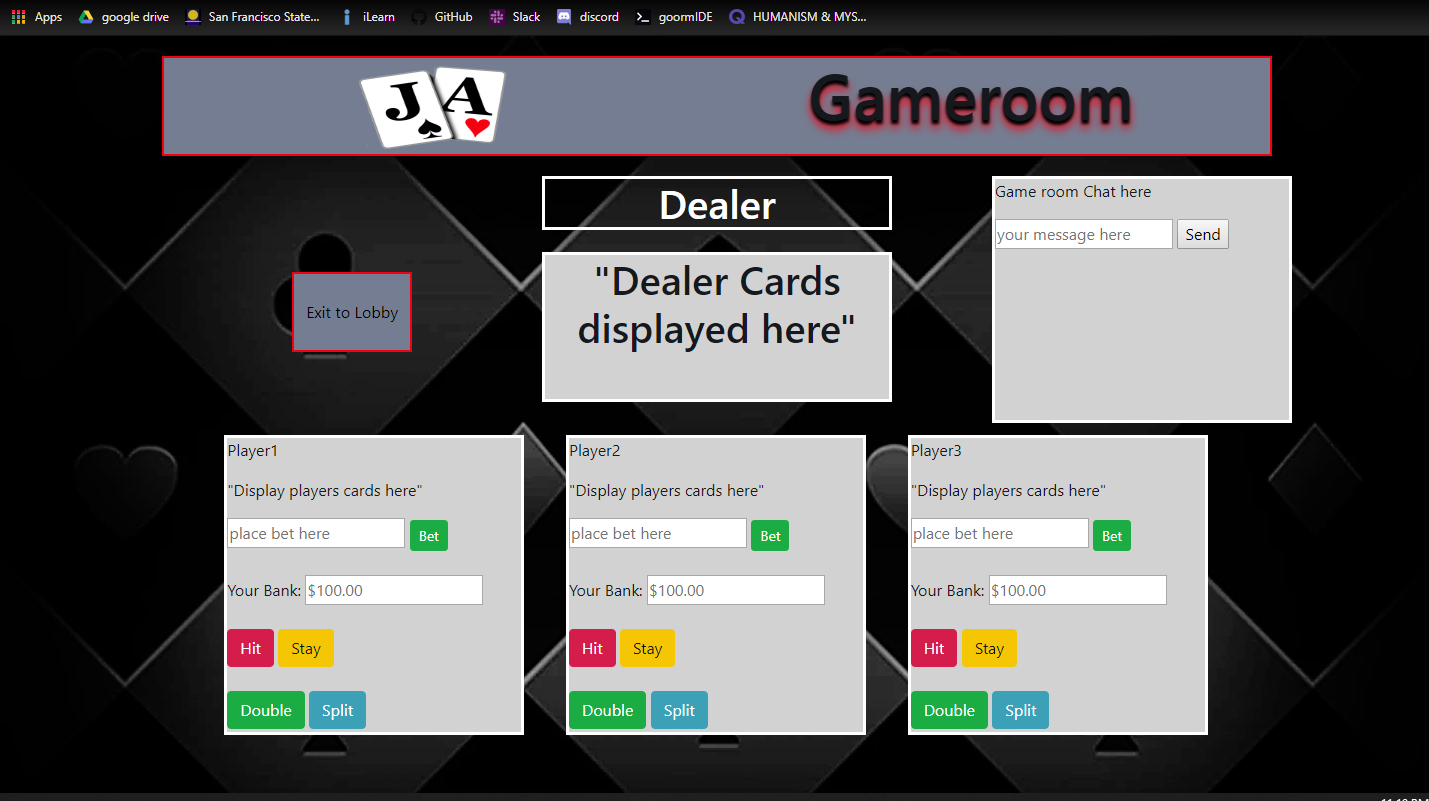 Apps google drive San Francisco State... iLearn GitHub Slack discord goormIDE HUMANISM & MYS...
J A
Gameroom
Dealer
"Dealer Cards
displayed here"
Exit to Lobby
Game room Chat here
your message here Send
Player1
"Display players cards here"
place bet here Bet
Your Bank: $100.00
Hit Stay
Double Split
Player2
"Display players cards here"
place bet here Bet
Your Bank: $100.00
Hit Stay
Double Split
Player3
"Display players cards here"
place bet here Bet
Your Bank: $100.00
Hit Stay
Double Split